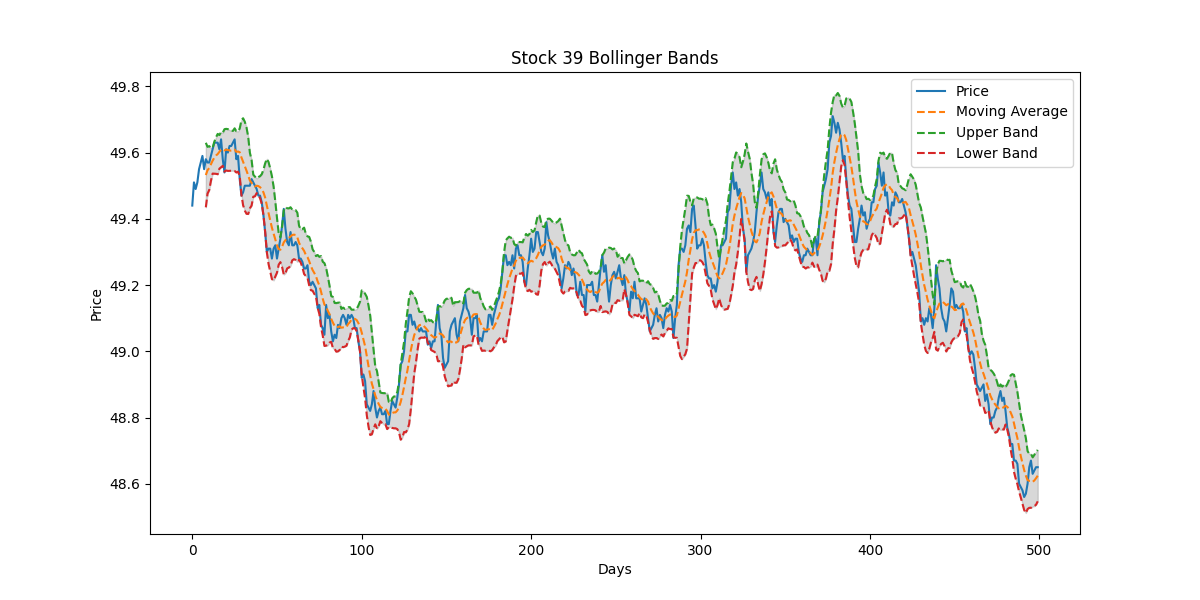 Stock 39 Bollinger Bands
Price
Moving Average
Upper Band
Lower Band
49.8
49.6
49.4
49.2
49.0
48.8
48.6
Price
0
100
200
300
400
500
Days